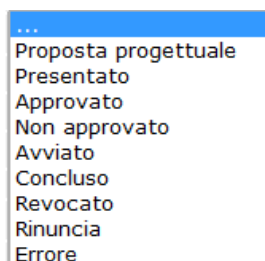 ...
Proposta progettuale
Presentato
Approvato
Non approvato
Avviato
Concluso
Revocato
Rinuncia
Errore